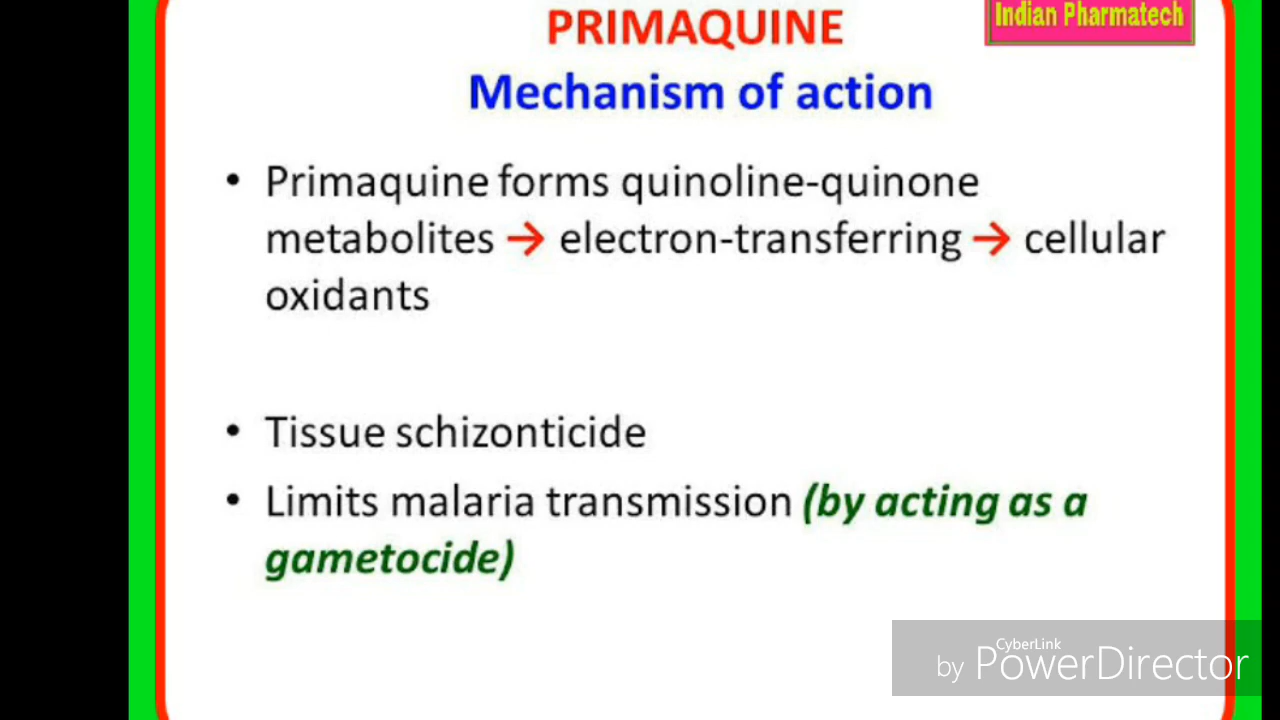 PRIMAQUINE
Indian Pharmatech
Mechanism of action
• Primaquine forms quinoline-quinone
metabolites → electron-transferring → cellular
oxidants
• Tissue schizonticide
• Limits malaria transmission (by acting as a
gametocide)
CyberLink
by PowerDirector